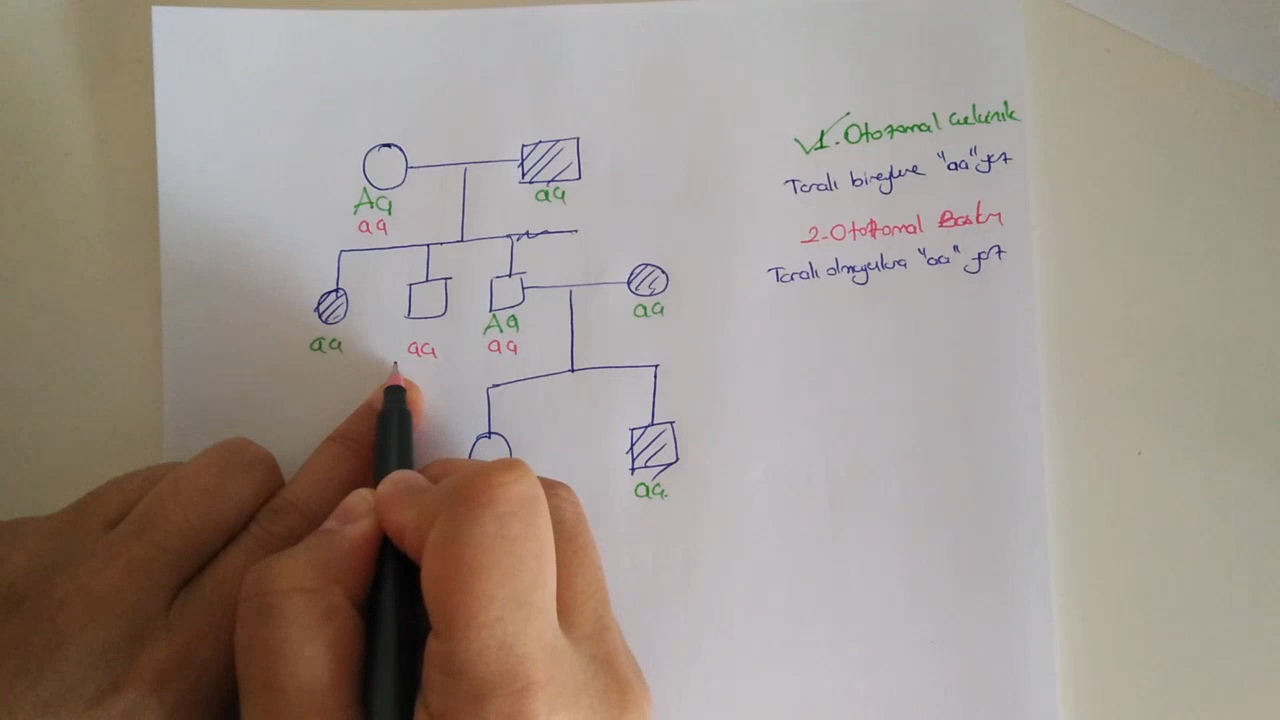 1. Otozomal Çekinik
Taralı bireylere "aa" yaz
2-Otozomal Baskın
Taralı olmayanlara "aa" yaz
Aa
aa
aa
aa
aa
Aa
aa
aa
aa.